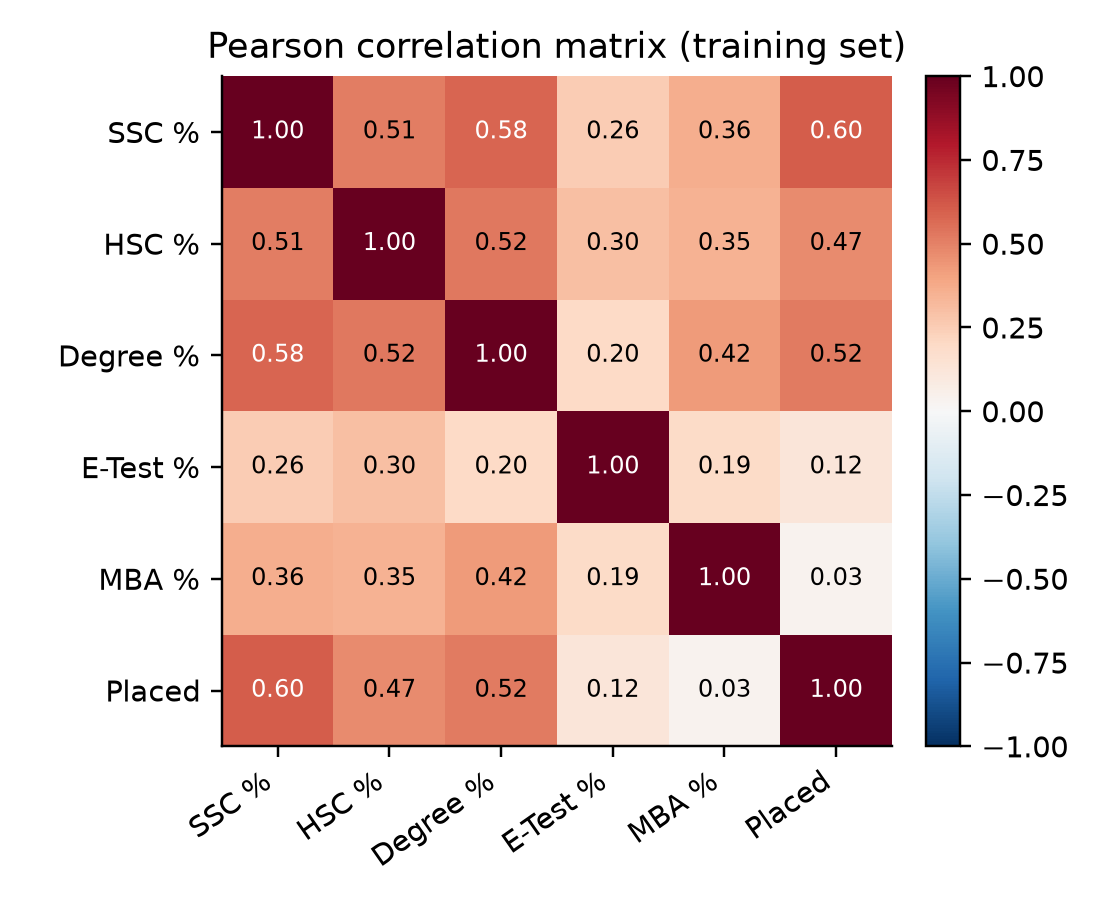 Pearson correlation matrix (training set)
SSC % 1.00 0.51 0.58 0.26 0.36 0.60
HSC % 0.51 1.00 0.52 0.30 0.35 0.47
Degree % 0.58 0.52 1.00 0.20 0.42 0.52
E-Test % 0.26 0.30 0.20 1.00 0.19 0.12
MBA % 0.36 0.35 0.42 0.19 1.00 0.03
Placed 0.60 0.47 0.52 0.12 0.03 1.00
SSC % HSC % Degree % E-Test % MBA % Placed
1.00
0.75
0.50
0.25
0.00
−0.25
−0.50
−0.75
−1.00